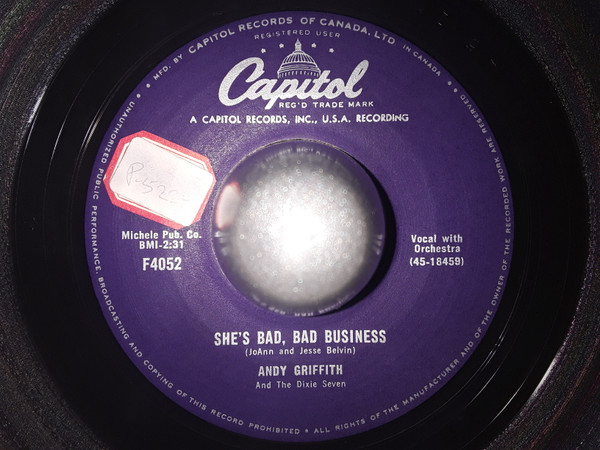 MFD. BY CAPITOL RECORDS OF CANADA, LTD. IN CANADA
REGISTERED USER
Capitol
REG'D TRADE MARK
A CAPITOL RECORDS, INC., U.S.A. RECORDING
Michele Pub. Co.
BMI-2:31
F4052
Vocal with
Orchestra
(45-18459)
SHE'S BAD, BAD BUSINESS
(JoAnn and Jesse Belvin)
ANDY GRIFFITH
And The Dixie Seven
UNAUTHORIZED PUBLIC PERFORMANCE, BROADCASTING AND COPYING OF THIS RECORD PROHIBITED • ALL RIGHTS OF THE MANUFACTURER AND OF THE OWNER OF THE RECORDED WORK ARE RESERVED